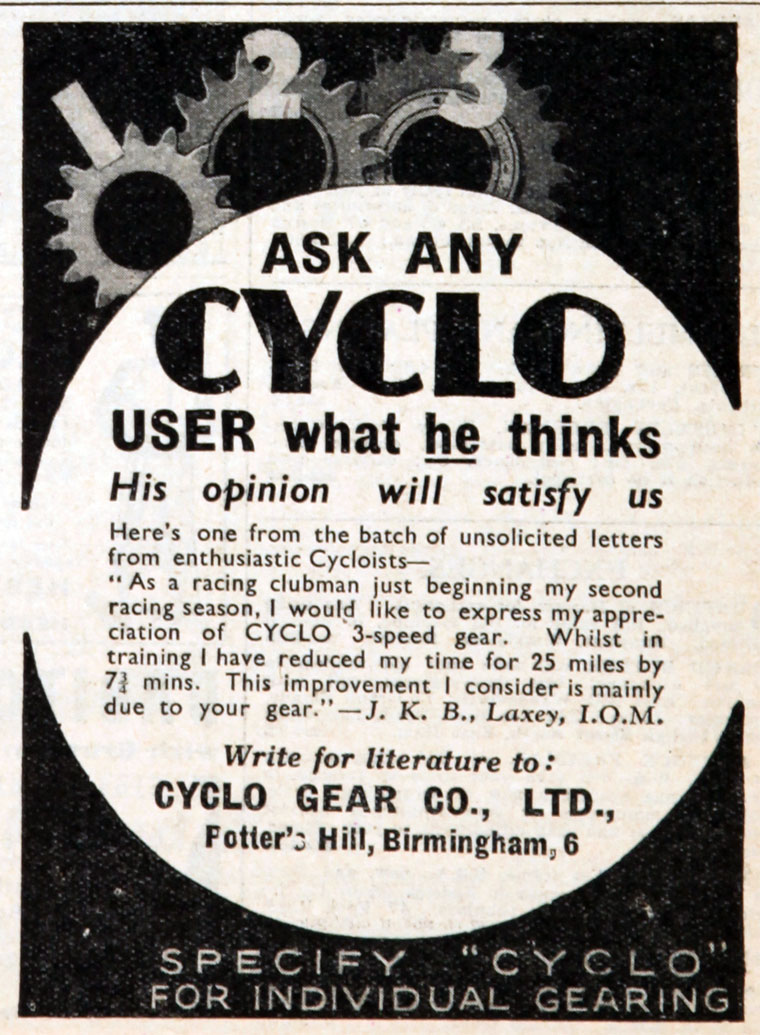 1 2 3
ASK ANY
CYCLO
USER what he thinks
His opinion will satisfy us
Here's one from the batch of unsolicited letters
from enthusiastic Cycloists—
"As a racing clubman just beginning my second
racing season, I would like to express my appre-
ciation of CYCLO 3-speed gear. Whilst in
training I have reduced my time for 25 miles by
7¾ mins. This improvement I consider is mainly
due to your gear."—J. K. B., Laxey, I.O.M.
Write for literature to:
CYCLO GEAR CO., LTD.,
Potter's Hill, Birmingham, 6
SPECIFY "CYCLO"
FOR INDIVIDUAL GEARING